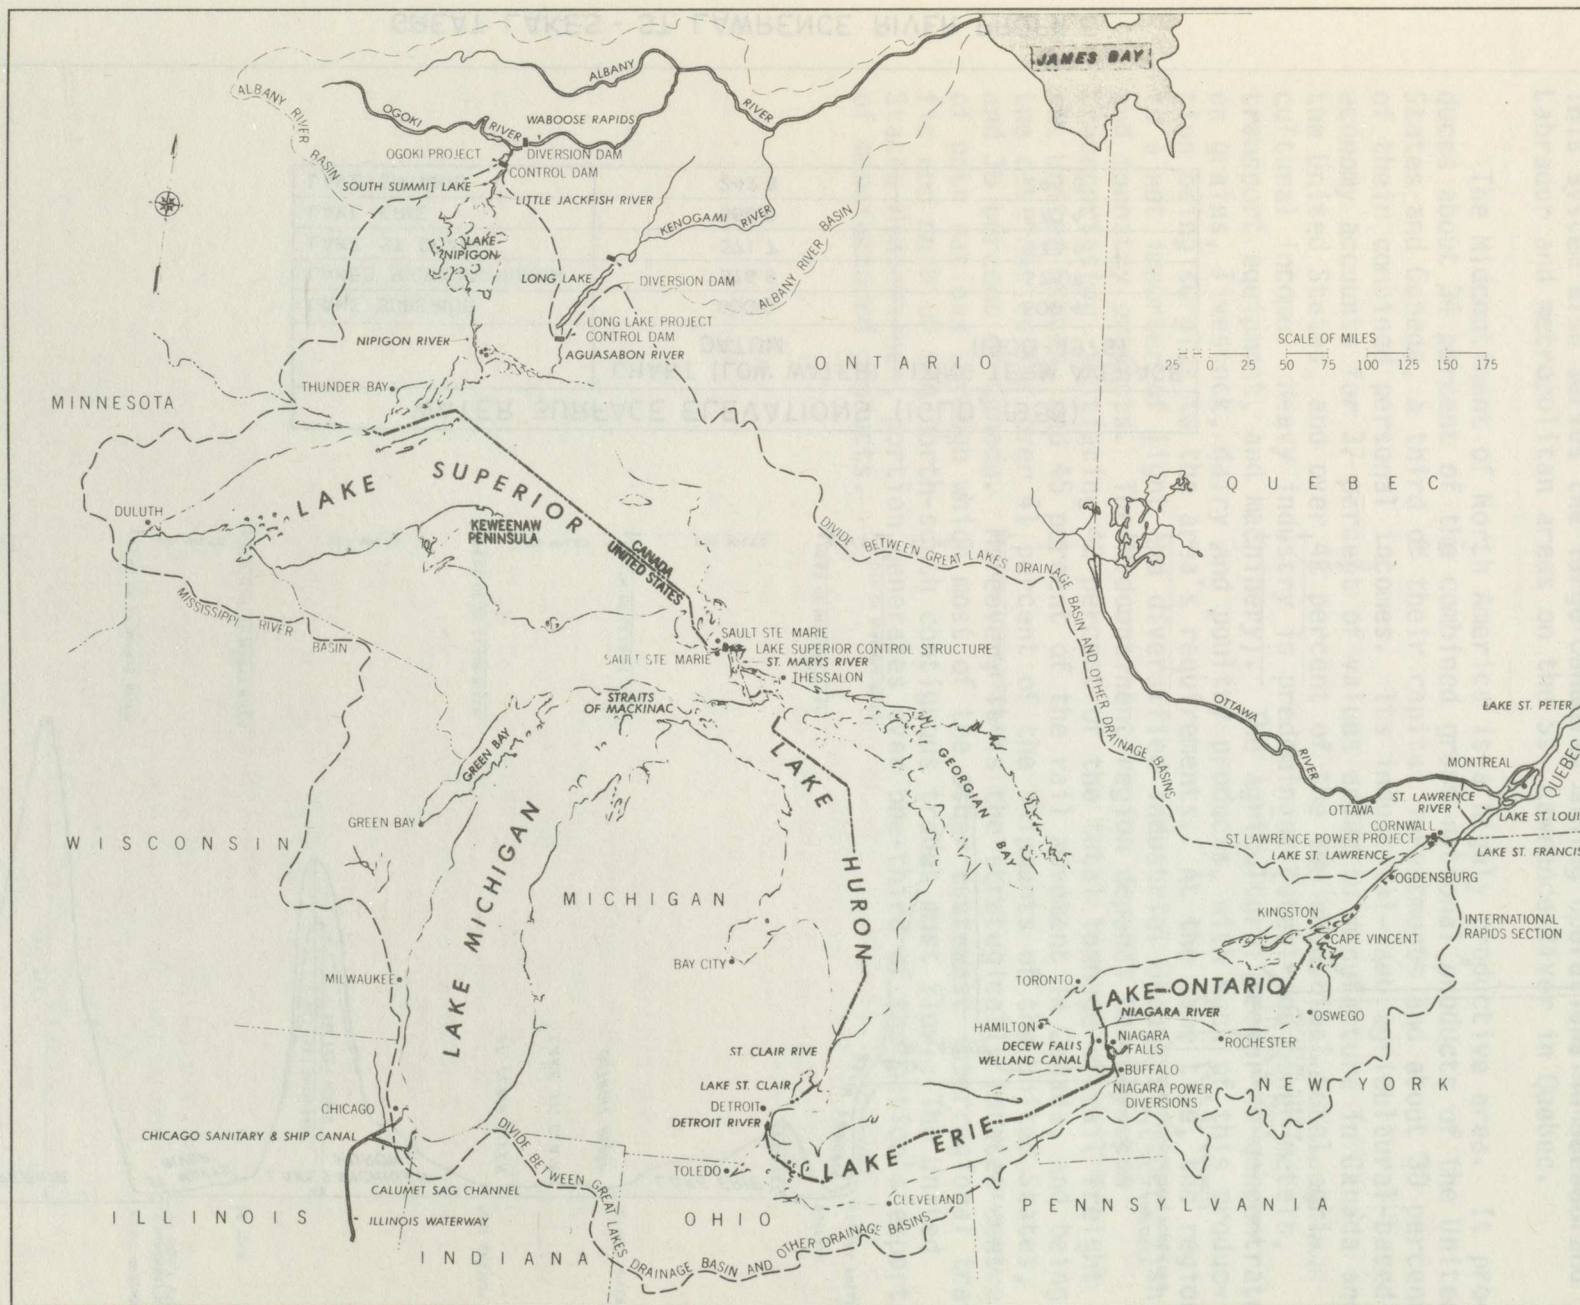 JAMES BAY
ALBANY RIVER
ALBANY RIVER BASIN
OGOKI RIVER
WABOOSE RAPIDS
OGOKI PROJECT
DIVERSION DAM
CONTROL DAM
SOUTH SUMMIT LAKE
LITTLE JACKFISH RIVER
KENOGAMI RIVER
ALBANY RIVER BASIN
LAKE
NIPIGON
LONG LAKE
DIVERSION DAM
LONG LAKE PROJECT
CONTROL DAM
NIPIGON RIVER
AGUASABON RIVER
ONTARIO
SCALE OF MILES
25 0 25 50 75 100 125 150 175
THUNDER BAY
MINNESOTA
LAKE SUPERIOR
QUEBEC
DULUTH
KEWEENAW
PENINSULA
CANADA
UNITED STATES
DIVIDE BETWEEN GREAT LAKES DRAINAGE BASIN AND OTHER DRAINAGE BASINS
MISSISSIPPI RIVER BASIN
SAULT STE MARIE
LAKE SUPERIOR CONTROL STRUCTURE
SAULT STE MARIE
ST. MARYS RIVER
THESSALON
STRAITS
OF MACKINAC
OTTAWA RIVER
LAKE ST. PETER
GREEN BAY
GEORGIAN BAY
LAKE HURON
MONTREAL
QUEBEC
OTTAWA
ST. LAWRENCE
RIVER
LAKE ST. LOUI
GREEN BAY
CORNWALL
ST LAWRENCE POWER PROJECT
LAKE ST. LAWRENCE
LAKE ST. FRANCIS
WISCONSIN
LAKE MICHIGAN
MICHIGAN
OGDENSBURG
KINGSTON
CAPE VINCENT
INTERNATIONAL
RAPIDS SECTION
BAY CITY
MILWAUKEE
TORONTO
LAKE ONTARIO
NIAGARA RIVER
OSWEGO
HAMILTON
DECEW FALLS
WELLAND CANAL
NIAGARA
FALLS
ROCHESTER
ST. CLAIR RIVE
BUFFALO
LAKE ST. CLAIR
NIAGARA POWER
DIVERSIONS
NEW YORK
CHICAGO
DETROIT
DETROIT RIVER
CHICAGO SANITARY & SHIP CANAL
LAKE ERIE
TOLEDO
CALUMET SAG CHANNEL
CLEVELAND
PENNSYLVANIA
ILLINOIS
ILLINOIS WATERWAY
OHIO
INDIANA
DIVIDE BETWEEN GREAT LAKES DRAINAGE BASIN AND OTHER DRAINAGE BASINS